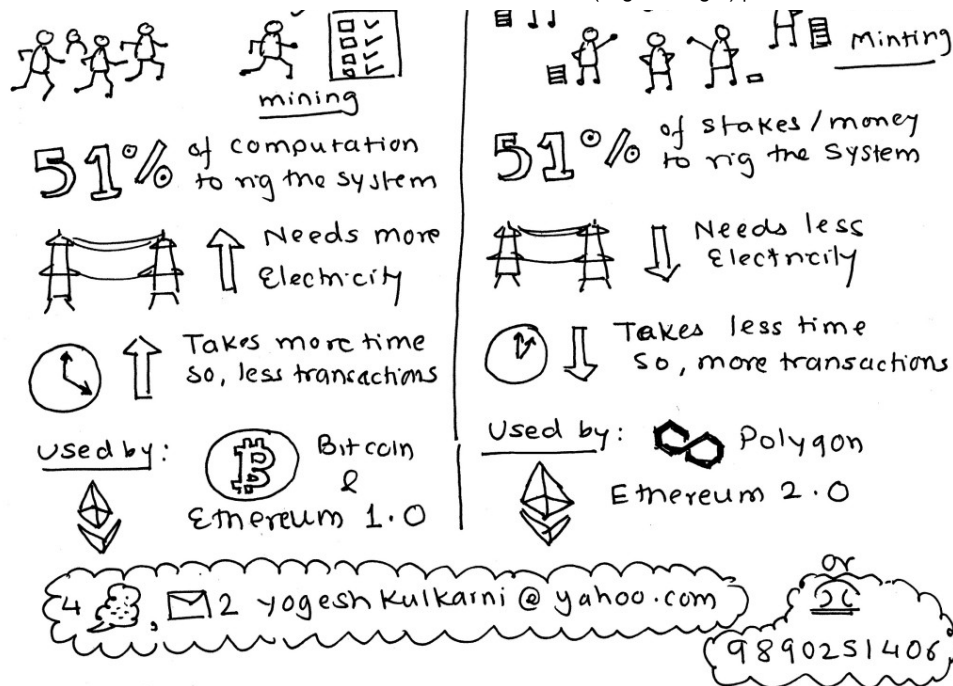 mining
51% of computation
to rig the system
Needs more
Electricity
Takes more time
So, less transactions
Used by:
Bitcoin
&
Ethereum 1.0
Minting
51% of stakes/money
to rig the System
Needs less
Electricity
Takes less time
So, more transactions
Used by:
Polygon
Ethereum 2.0
4 , 2 yogeshkulkarni@yahoo.com
or
9890251406